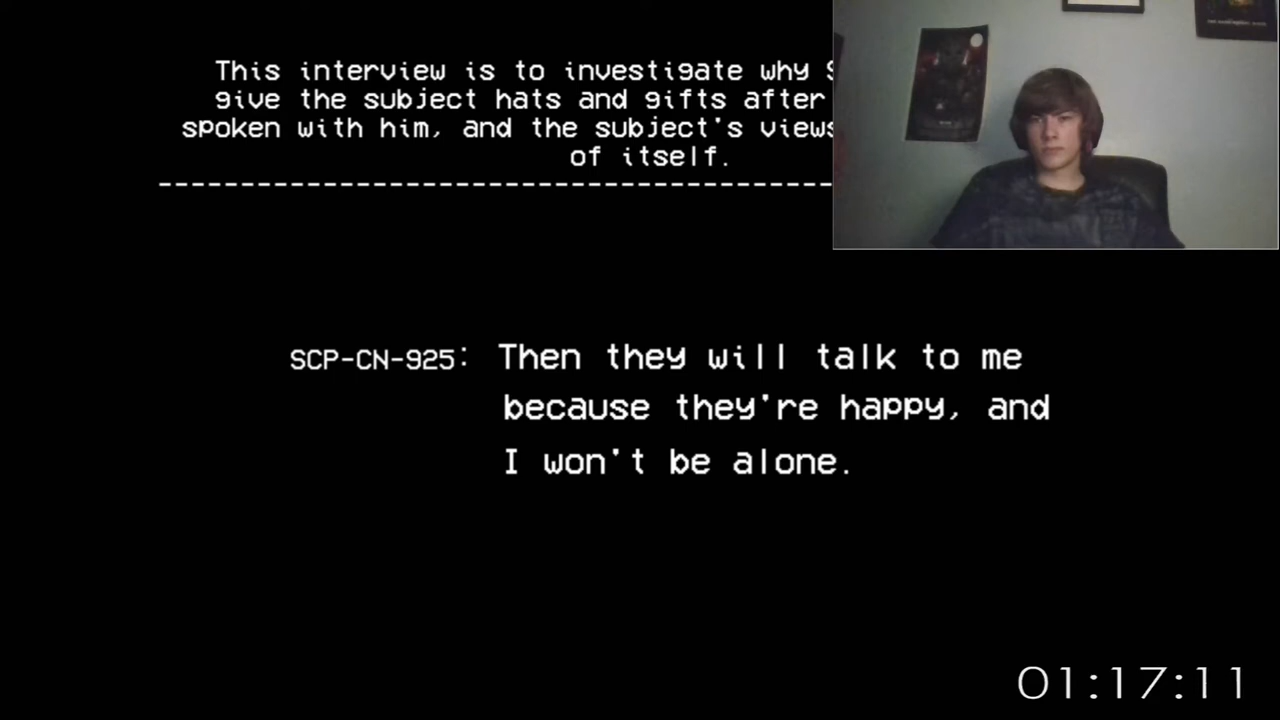 This interview is to investigate why
give the subject hats and gifts after
spoken with him, and the subject's views
of itself.
--------------------------------------------------
SCP-CN-925: Then they will talk to me
because they're happy, and
I won't be alone.
01:17:11